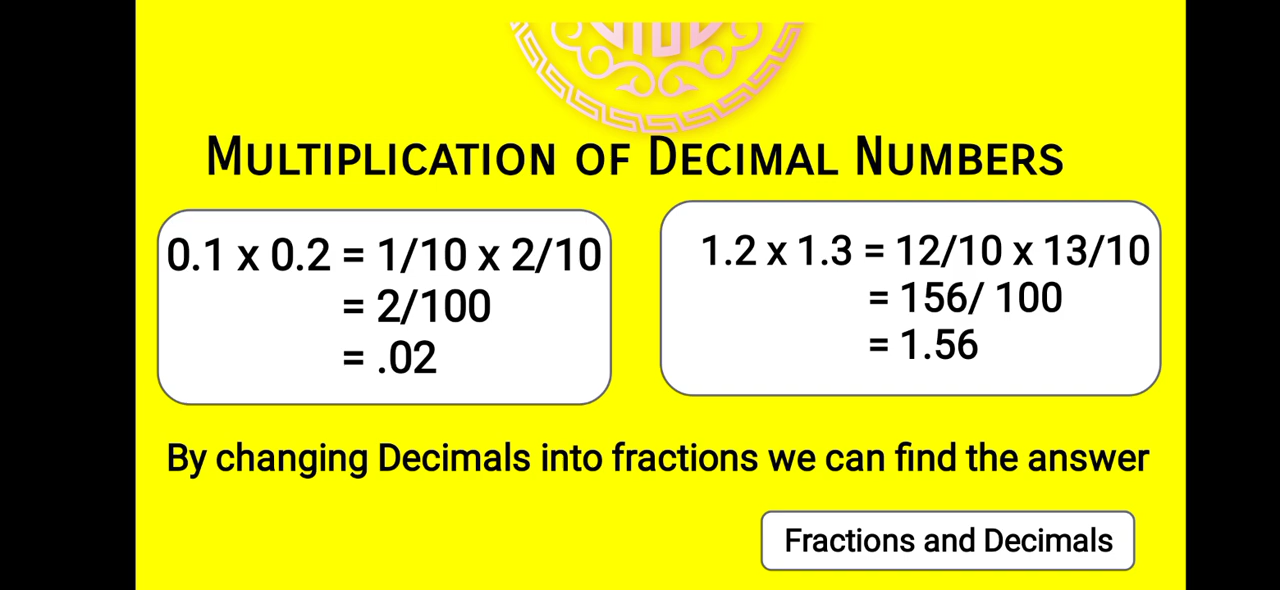 MULTIPLICATION OF DECIMAL NUMBERS
0.1 x 0.2 = 1/10 x 2/10
= 2/100
= .02
1.2 x 1.3 = 12/10 x 13/10
= 156/ 100
= 1.56
By changing Decimals into fractions we can find the answer
Fractions and Decimals